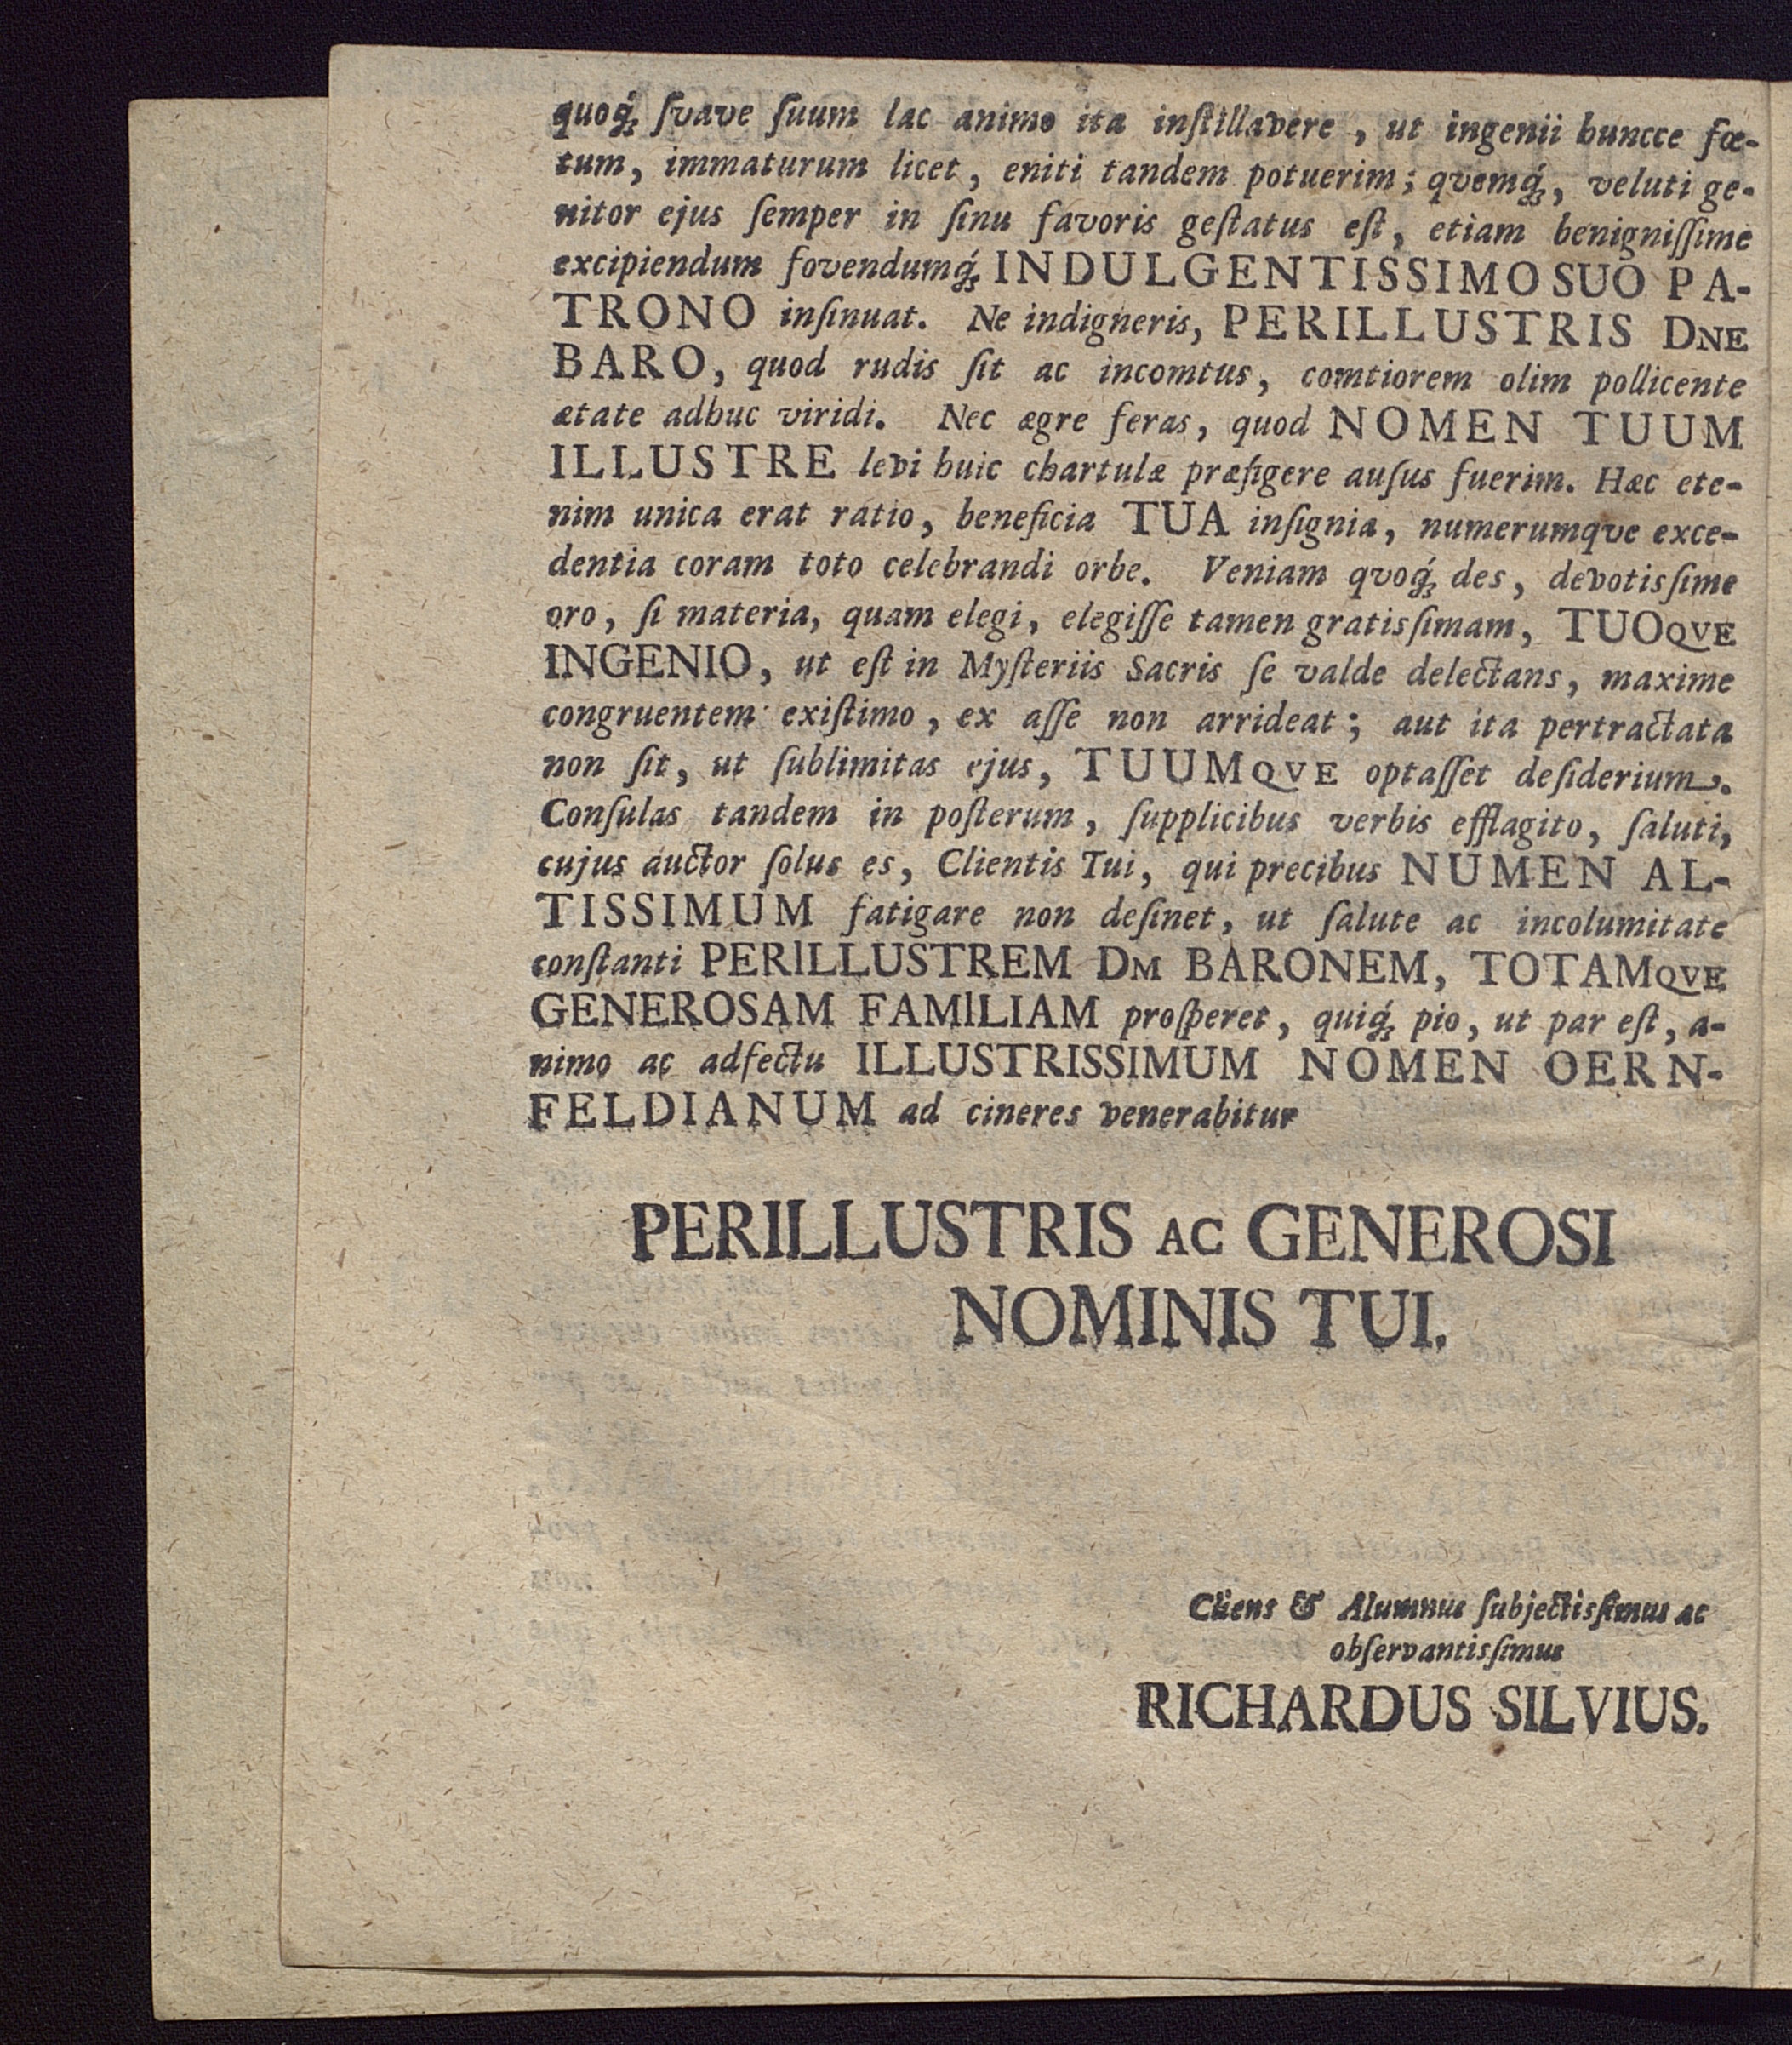 quoq́ ſvave ſuum lac animo ita inſtillavere, ut ingenii huncce fœ-
tum, immaturum licet, eniti tandem potuerim; qvemq́, veluti ge-
nitor ejus ſemper in ſinu favoris geſtatus eſt, etiam benigniſſime
excipiendum fovendumq́ INDULGENTISSIMO SUO PA-
TRONO inſinuat. Ne indigneris, PERILLUSTRIS DNE
BARO, quod rudis ſit ac incomtus, comtiorem olim pollicente
ætate adhuc viridi. Nec ægre feras, quod NOMEN TUUM
ILLUSTRE levi huic chartulæ præfigere auſus fuerim. Hæc ete-
nim unica erat ratio, beneficia TUA inſignia, numerumqve exce-
dentia coram toto celebrandi orbe. Veniam qvoq́ des, devotisſime
oro, ſi materia, quam elegi, elegiſſe tamen gratisſimam, TUOQVE
INGENIO, ut eſt in Myſteriis Sacris ſe valde delectans, maxime
congruentem exiſtimo, ex aſſe non arrideat; aut ita pertractata
non ſit, ut ſublimitas ejus, TUUMQVE optaſſet deſiderium.
Conſulas tandem in poſterum, ſupplicibus verbis efflagito, ſaluti,
cujus auctor ſolus es, Clientis Tui, qui precibus NUMEN AL-
TISSIMUM fatigare non deſinet, ut ſalute ac incolumitate
conſtanti PERILLUSTREM DM BARONEM, TOTAMQVE
GENEROSAM FAMILIAM proſperet, quiq́ pio, ut par eſt, a-
nimo ac adfectu ILLUSTRISSIMUM NOMEN OERN-
FELDIANUM ad cineres venerabitur
PERILLUSTRIS AC GENEROSI
NOMINIS TUI.
Cliens & Alumnus ſubjectisſimus ac
obſervantisſimus
RICHARDUS SILVIUS.